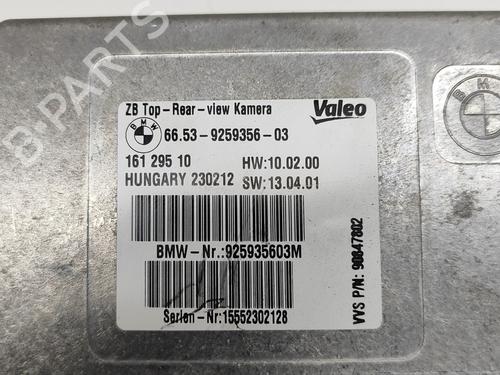 B-PARTS
ZB Top-Rear-view Kamera
Valeo
BMW
66.53-9259356-03
161 295 10 HW:10.02.00
HUNGARY 230212 SW:13.04.01
BMW-Nr.:925935603M
Serien-Nr:15552302128
VVS P/N: 90847802